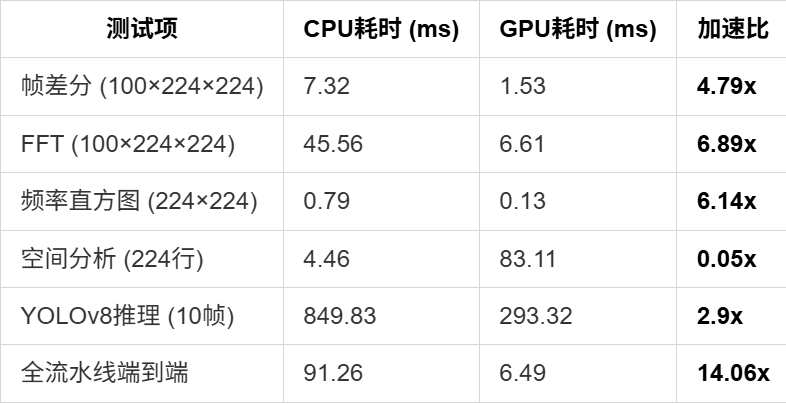 测试项 CPU耗时 (ms) GPU耗时 (ms) 加速比
帧差分 (100×224×224) 7.32 1.53 4.79x
FFT (100×224×224) 45.56 6.61 6.89x
频率直方图 (224×224) 0.79 0.13 6.14x
空间分析 (224行) 4.46 83.11 0.05x
YOLOv8推理 (10帧) 849.83 293.32 2.9x
全流水线端到端 91.26 6.49 14.06x